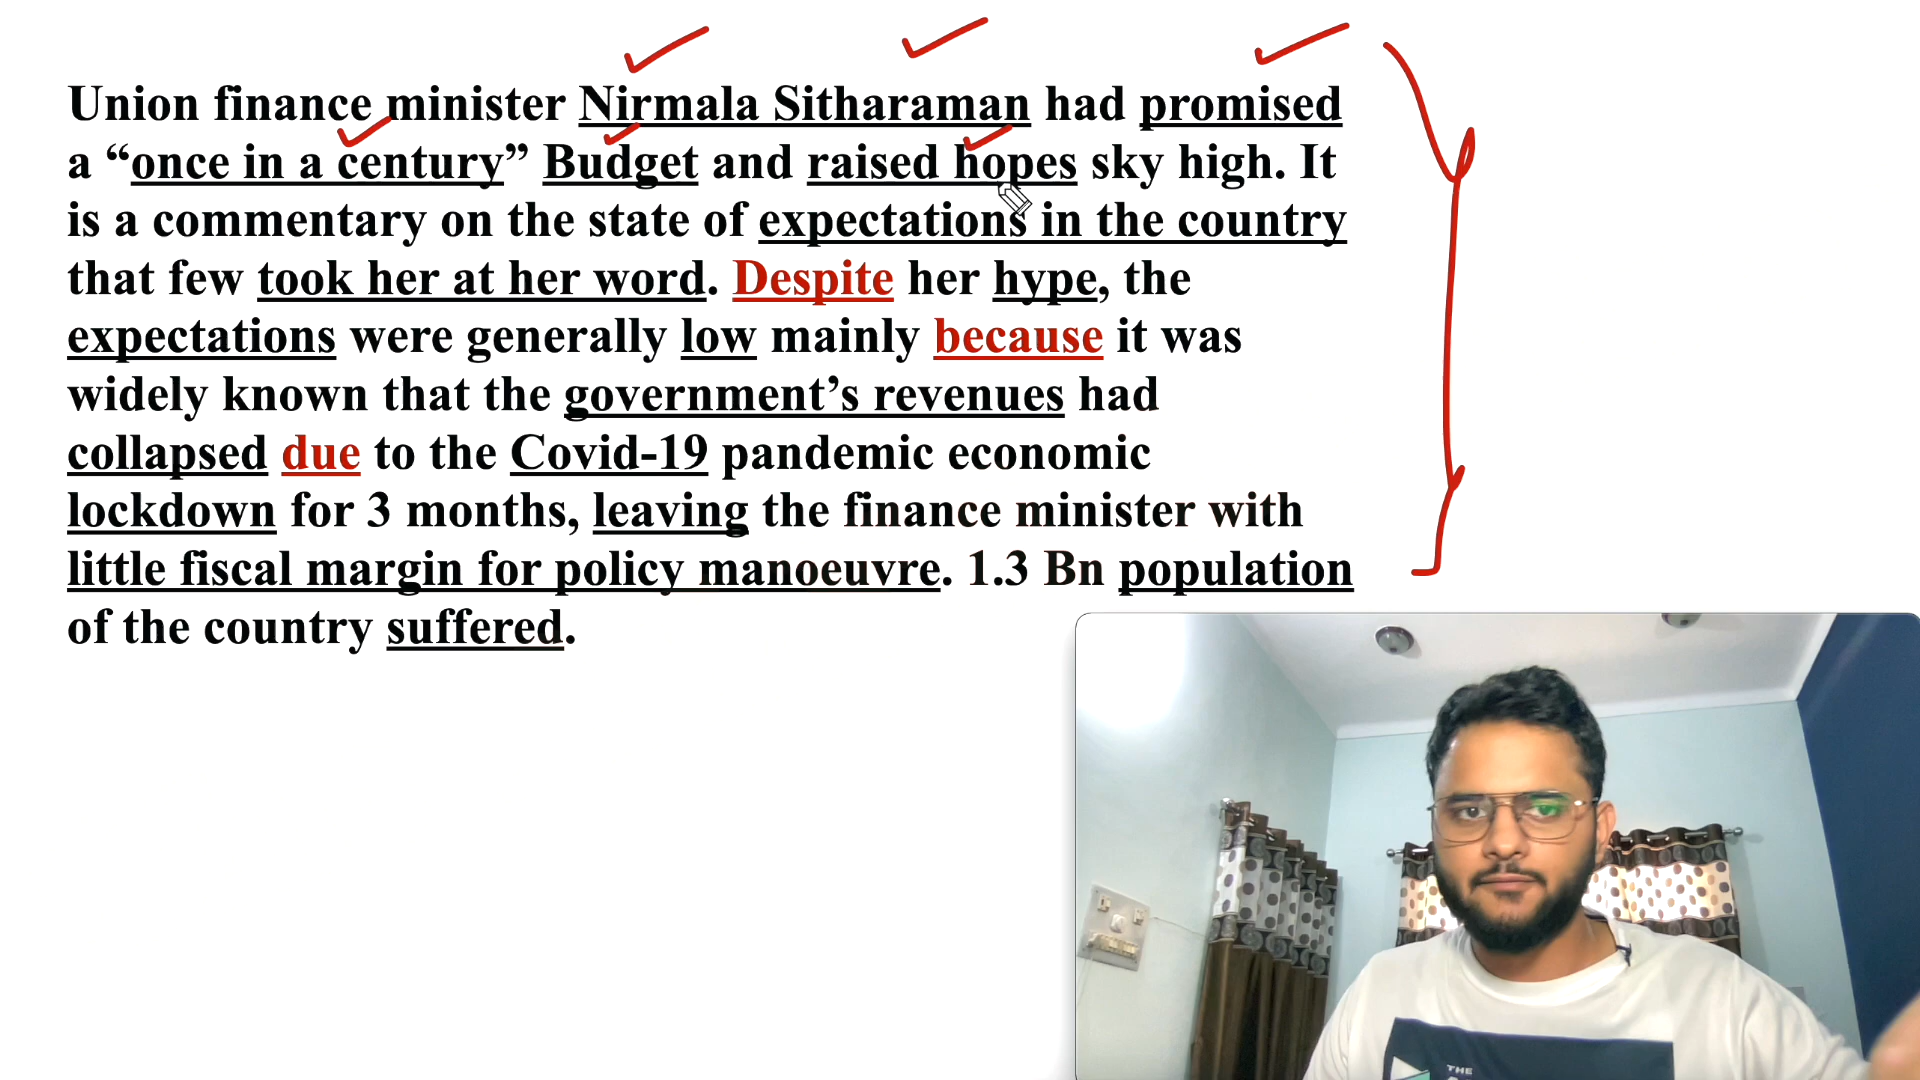 Union finance minister Nirmala Sitharaman had promised
a “once in a century” Budget and raised hopes sky high. It
is a commentary on the state of expectations in the country
that few took her at her word. Despite her hype, the
expectations were generally low mainly because it was
widely known that the government’s revenues had
collapsed due to the Covid-19 pandemic economic
lockdown for 3 months, leaving the finance minister with
little fiscal margin for policy manoeuvre. 1.3 Bn population
of the country suffered.
THE